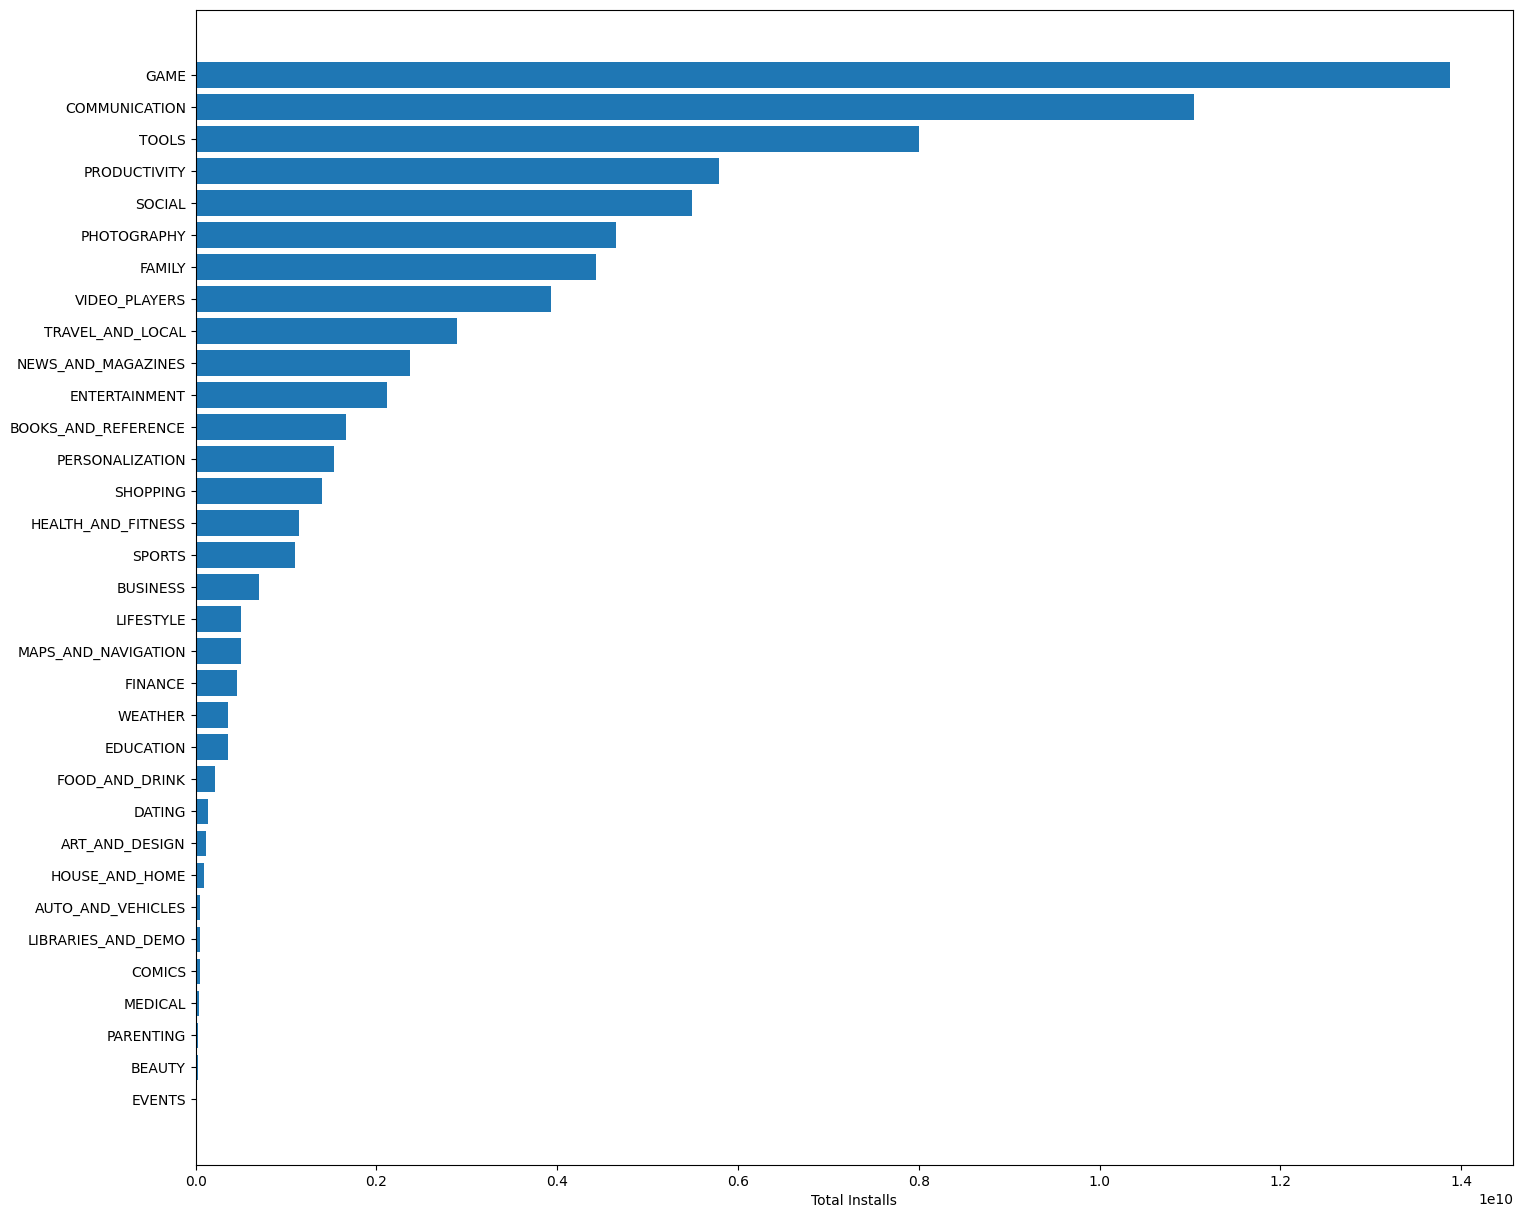 GAME
COMMUNICATION
TOOLS
PRODUCTIVITY
SOCIAL
PHOTOGRAPHY
FAMILY
VIDEO_PLAYERS
TRAVEL_AND_LOCAL
NEWS_AND_MAGAZINES
ENTERTAINMENT
BOOKS_AND_REFERENCE
PERSONALIZATION
SHOPPING
HEALTH_AND_FITNESS
SPORTS
BUSINESS
LIFESTYLE
MAPS_AND_NAVIGATION
FINANCE
WEATHER
EDUCATION
FOOD_AND_DRINK
DATING
ART_AND_DESIGN
HOUSE_AND_HOME
AUTO_AND_VEHICLES
LIBRARIES_AND_DEMO
COMICS
MEDICAL
PARENTING
BEAUTY
EVENTS
0.0 0.2 0.4 0.6 0.8 1.0 1.2 1.4
Total Installs 1e10